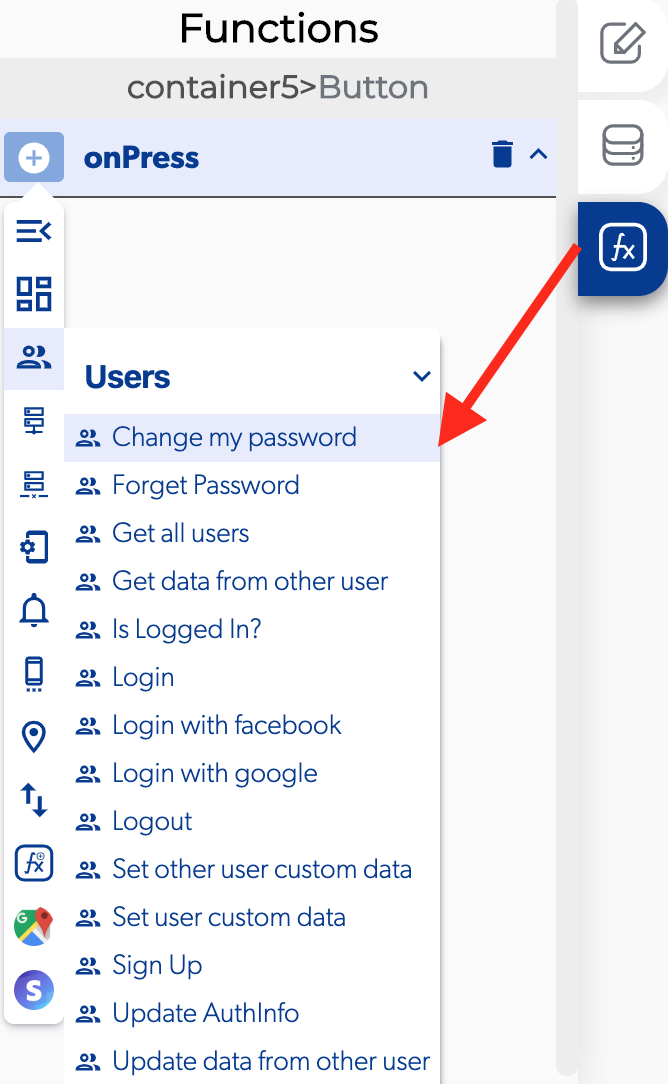 Functions
container5>Button
onPress
Users
Change my password
Forget Password
Get all users
Get data from other user
Is Logged In?
Login
Login with facebook
Login with google
Logout
Set other user custom data
Set user custom data
Sign Up
Update AuthInfo
Update data from other user
fx
fx
G
S